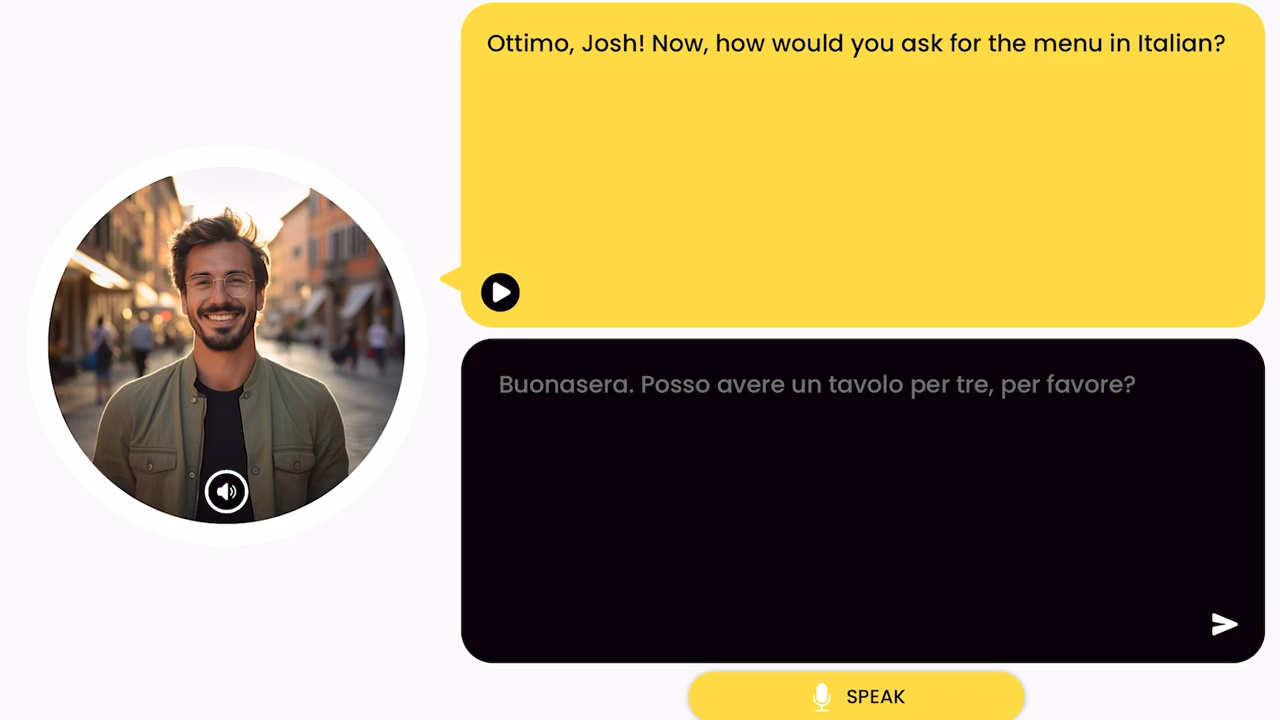 Ottimo, Josh! Now, how would you ask for the menu in Italian?
Buonasera. Posso avere un tavolo per tre, per favore?
SPEAK